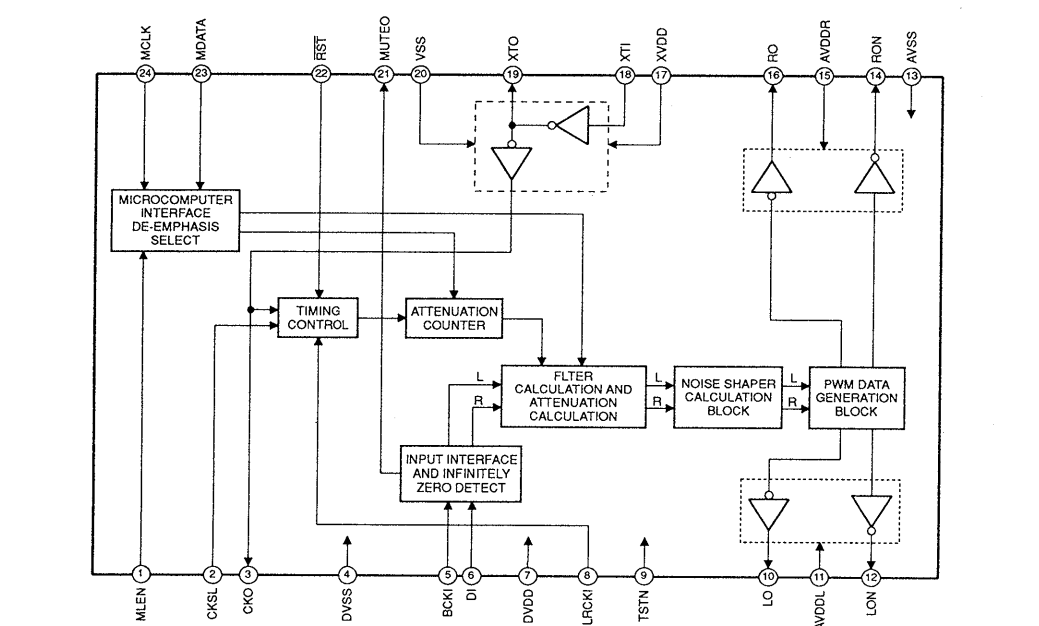 MCLK
MDATA
RST
MUTEO
VSS
XTO
XTI
XVDD
RO
AVDDR
RON
AVSS
24
23
22
21
20
19
18
17
16
15
14
13
MICROCOMPUTER
INTERFACE
DE-EMPHASIS
SELECT
TIMING
CONTROL
ATTENUATION
COUNTER
FLTER
CALCULATION AND
ATTENUATION
CALCULATION
L
R
L
R
NOISE SHAPER
CALCULATION
BLOCK
L
R
PWM DATA
GENERATION
BLOCK
INPUT INTERFACE
AND INFINITELY
ZERO DETECT
1
2
3
4
5
6
7
8
9
10
11
12
MLEN
CKSL
CKO
DVSS
BCKI
DI
DVDD
LRCKI
TSTN
LO
AVDDL
LON